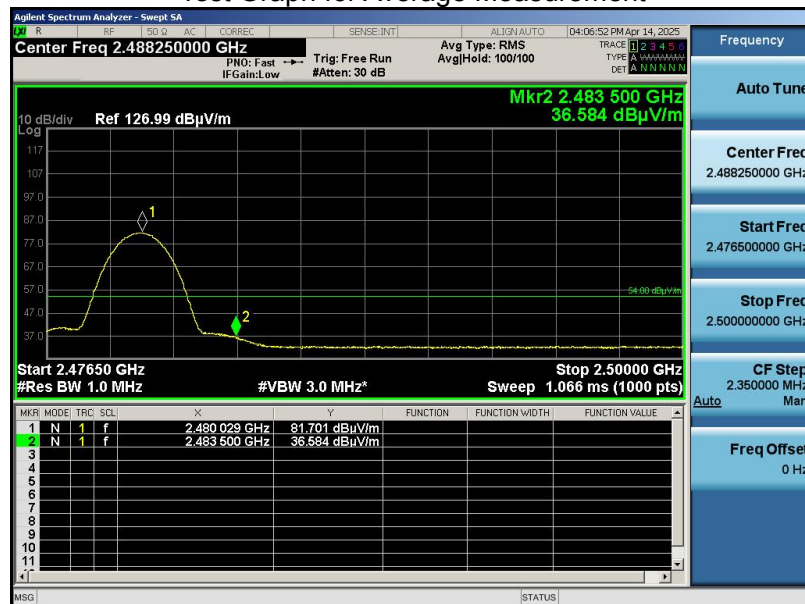 Test Graph for Average Measurement
Agilent Spectrum Analyzer - Swept SA
LXI R RF 50 Ω AC CORREC SENSE:INT ALIGN AUTO 04:06:52 PM Apr 14, 2025
Center Freq 2.488250000 GHz
PNO: Fast
IFGain:Low
Trig: Free Run
#Atten: 30 dB
Avg Type: RMS
Avg|Hold: 100/100
TRACE 1 2 3 4 5 6
TYPE A WWWWW
DET A N N N N N
Mkr2 2.483 500 GHz
36.584 dBµV/m
10 dB/div Ref 126.99 dBµV/m
Log
117
107
97.0
87.0
77.0
67.0
57.0
47.0
37.0
1
2
54.00 dBµV/m
Start 2.47650 GHz Stop 2.50000 GHz
#Res BW 1.0 MHz #VBW 3.0 MHz* Sweep 1.066 ms (1000 pts)
MKR MODE TRC SCL X Y FUNCTION FUNCTION WIDTH FUNCTION VALUE
1 N 1 f 2.480 029 GHz 81.701 dBµV/m
2 N 1 f 2.483 500 GHz 36.584 dBµV/m
3
4
5
6
7
8
9
10
11
MSG STATUS
Frequency
Auto Tune
Center Freq
2.488250000 GHz
Start Freq
2.476500000 GHz
Stop Freq
2.500000000 GHz
CF Step
2.350000 MHz
Auto Man
Freq Offset
0 Hz